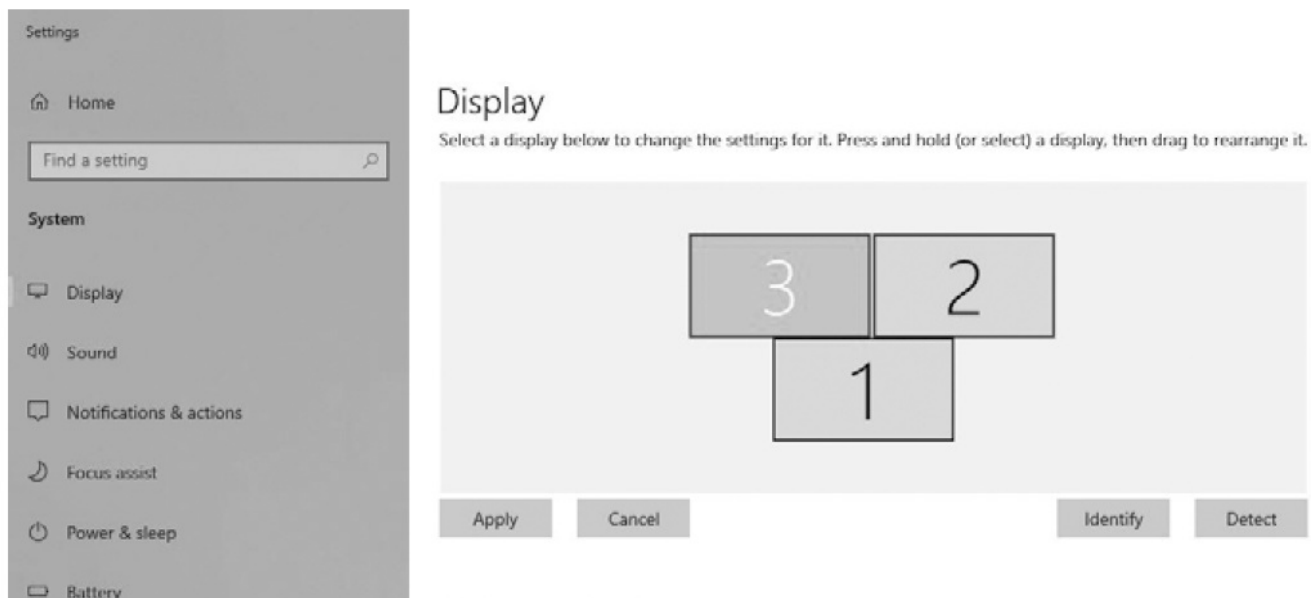 Settings
Home
Find a setting
System
Display
Sound
Notifications & actions
Focus assist
Power & sleep
Battery
Display
Select a display below to change the settings for it. Press and hold (or select) a display, then drag to rearrange it.
3 2
1
Apply Cancel Identify Detect